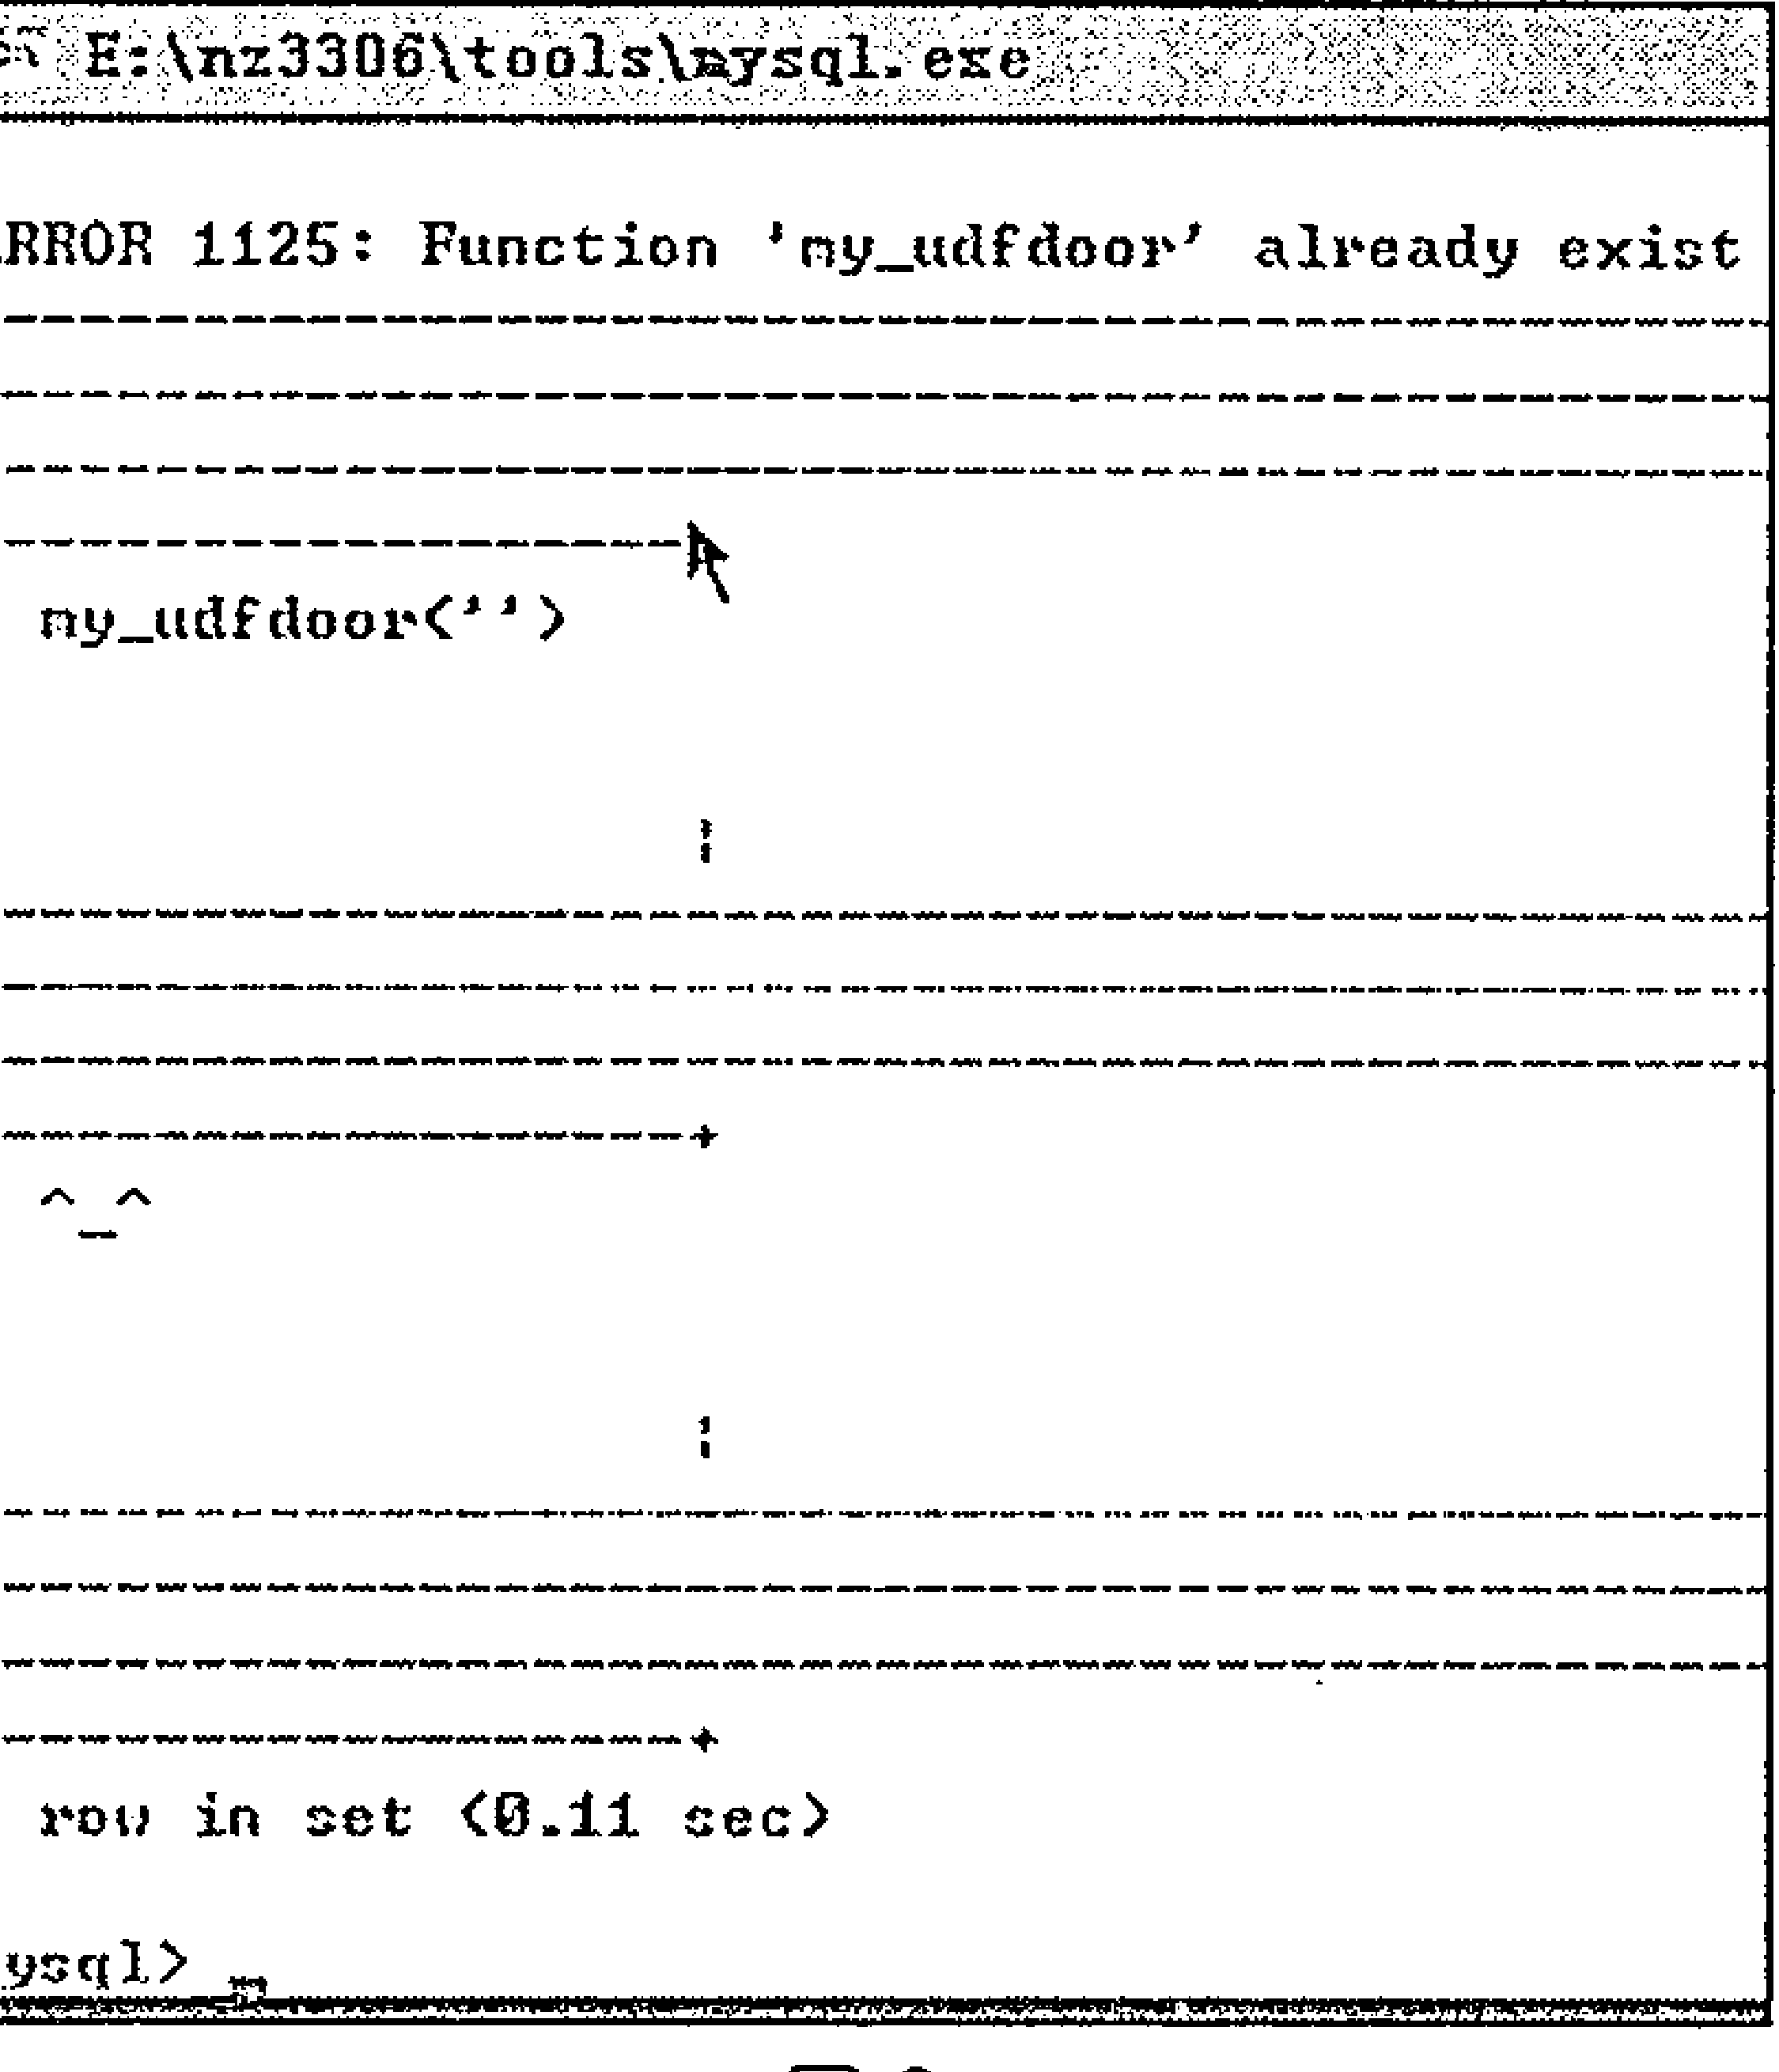 E:\nz3306\tools\mysql.exe
RROR 1125: Function 'my_udfdoor' already exist
my_udfdoor('')
^_^
row in set (0.11 sec)
ysql> _